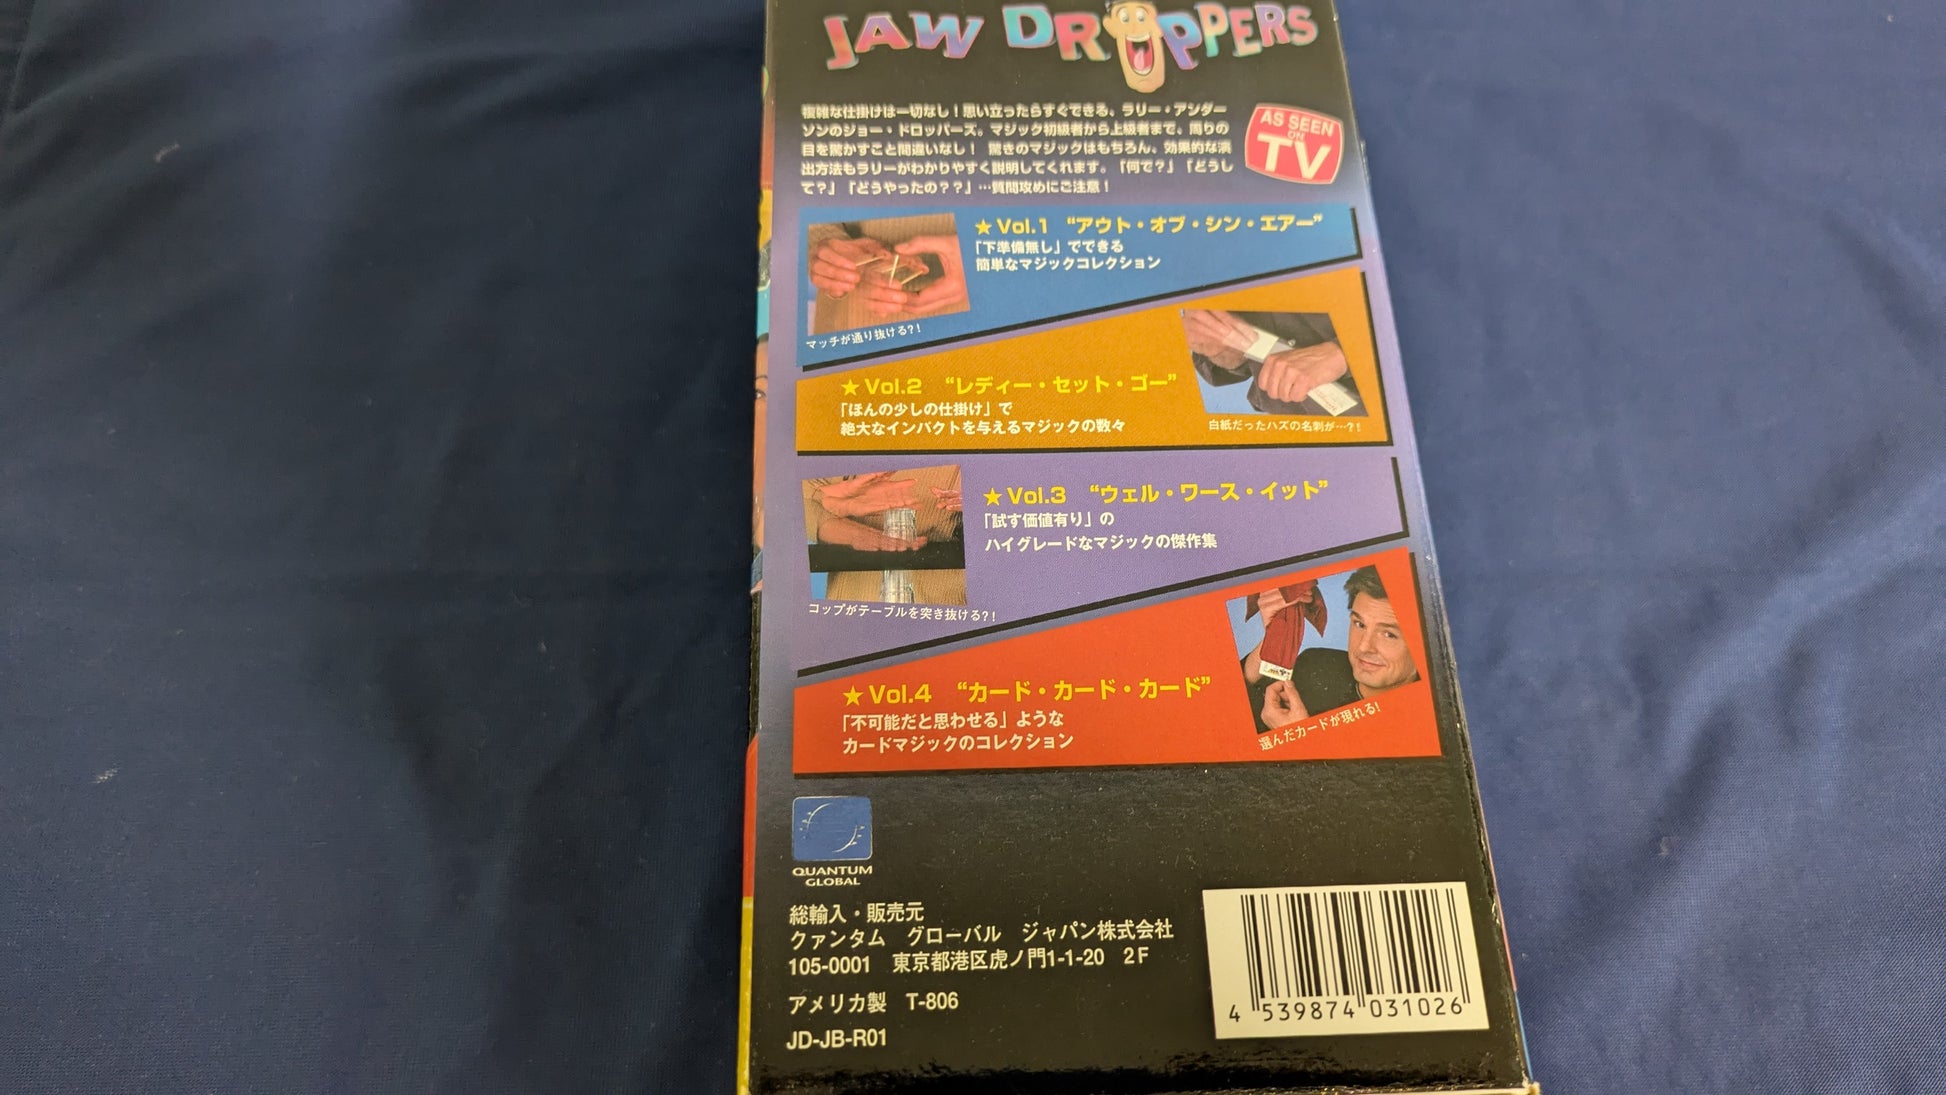 JAW DROPPERS
複雑な仕掛けは一切なし！思い立ったらすぐできる、ラリー・アンダー
ソンのジョー・ドロッパーズ。マジック初級者から上級者まで、周りの
目を驚かすこと間違いなし！ 驚きのマジックはもちろん、効果的な演
出方法もラリーがわかりやすく説明してくれます。「何で？」「どうし
て？」「どうやったの？？」…質問攻めにご注意！
AS SEEN
ON
TV
★Vol.1 “アウト・オブ・シン・エアー”
「下準備無し」でできる
簡単なマジックコレクション
マッチが通り抜ける？！
★Vol.2 “レディー・セット・ゴー”
「ほんの少しの仕掛け」で
絶大なインパクトを与えるマジックの数々
白紙だったハズの名刺が…？！
★Vol.3 “ウェル・ワース・イット”
「試す価値有り」の
ハイグレードなマジックの傑作集
コップがテーブルを突き抜ける？！
★Vol.4 “カード・カード・カード”
「不可能だと思わせる」ような
カードマジックのコレクション
選んだカードが現れる！
QUANTUM
GLOBAL
総輸入・販売元
クァンタム グローバル ジャパン株式会社
105-0001 東京都港区虎ノ門1-1-20 2F
アメリカ製 T-806
JD-JB-R01
4 539874 031026